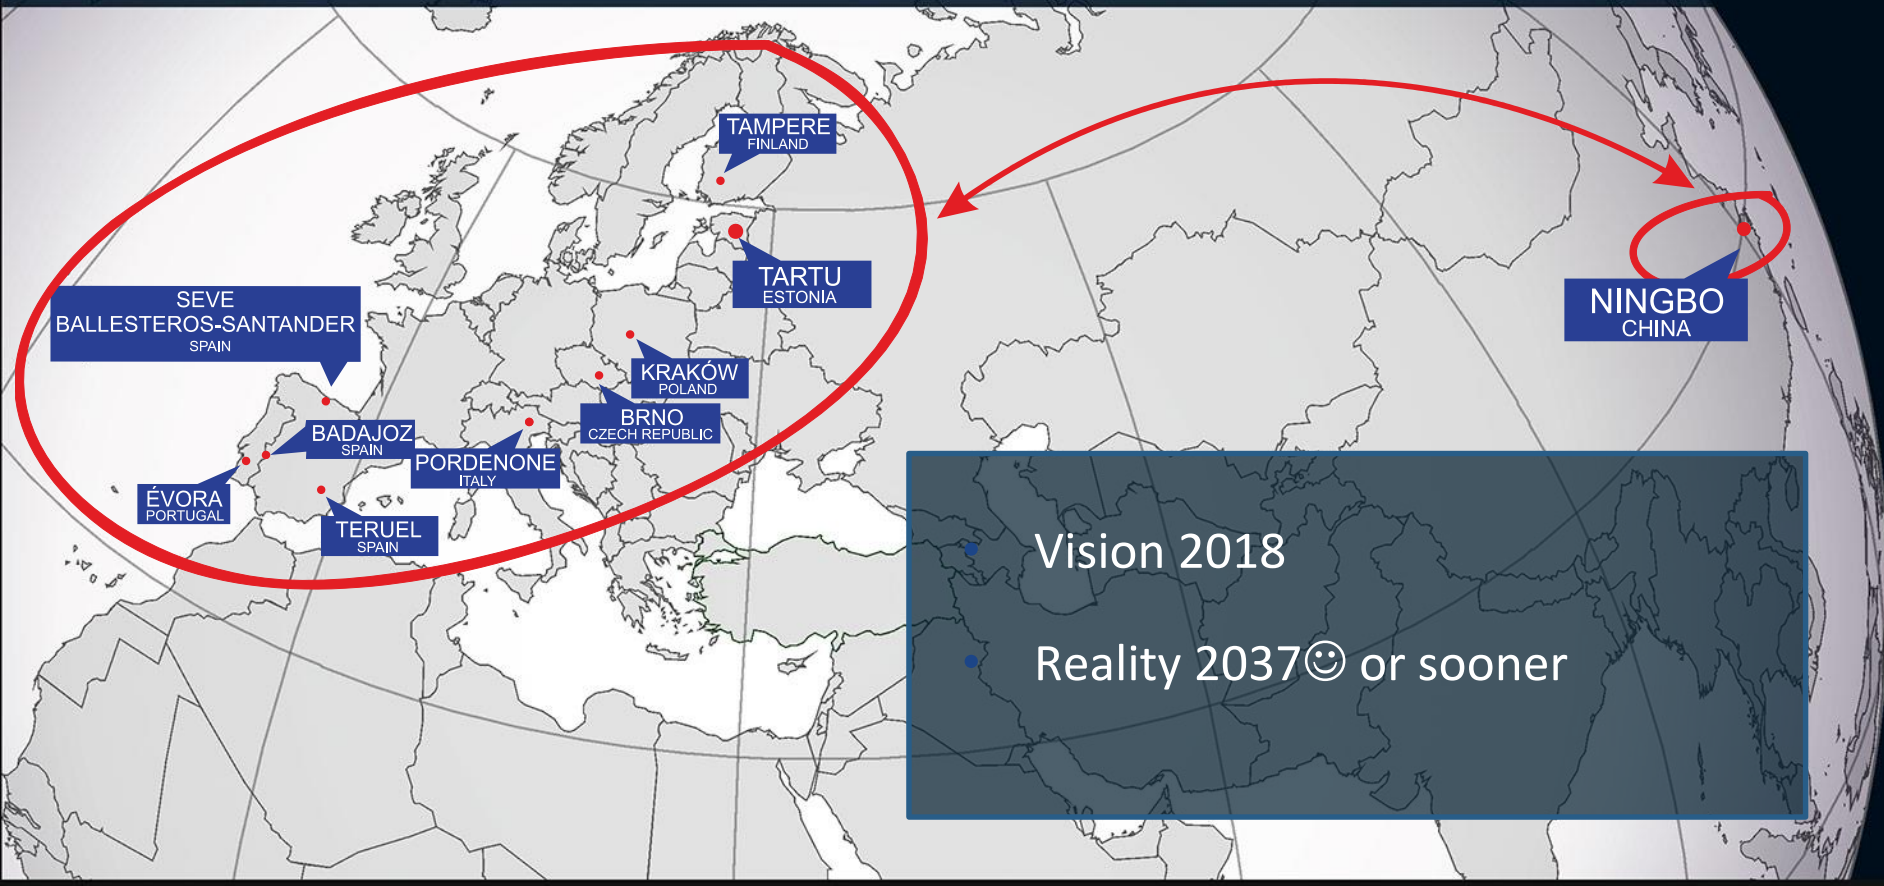 TAMPERE
FINLAND
TARTU
ESTONIA
SEVE
BALLESTEROS-SANTANDER
SPAIN
NINGBO
CHINA
KRAKÓW
POLAND
BRNO
CZECH REPUBLIC
BADAJOZ
SPAIN
PORDENONE
ITALY
ÉVORA
PORTUGAL
TERUEL
SPAIN
• Vision 2018
• Reality 2037☺ or sooner